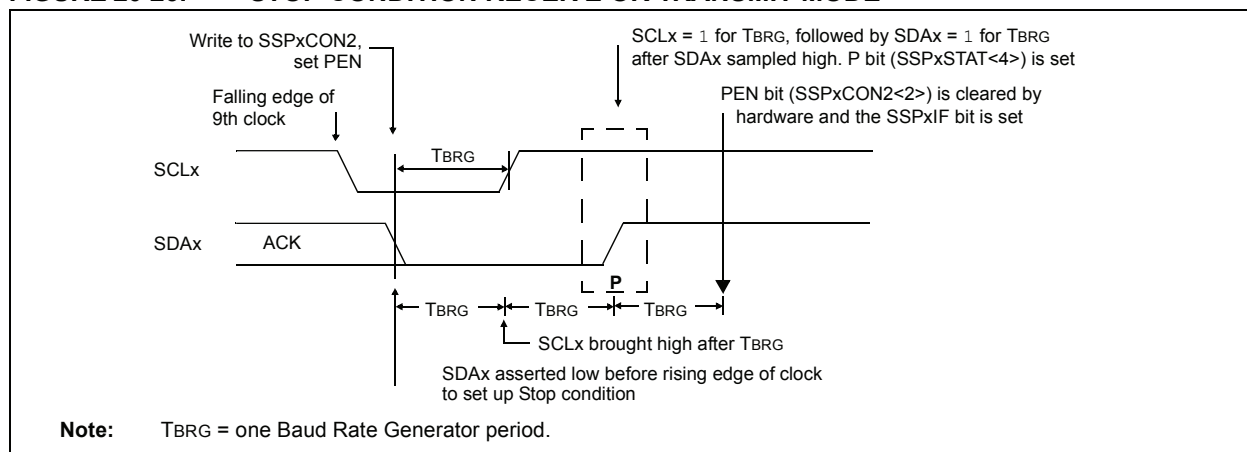 Write to SSPxCON2,
set PEN
SCLx = 1 for TBRG, followed by SDAx = 1 for TBRG
after SDAx sampled high. P bit (SSPxSTAT<4>) is set
Falling edge of
9th clock
PEN bit (SSPxCON2<2>) is cleared by
hardware and the SSPxIF bit is set
SCLx
TBRG
SDAx
ACK
P
TBRG TBRG TBRG
SCLx brought high after TBRG
SDAx asserted low before rising edge of clock
to set up Stop condition
Note: TBRG = one Baud Rate Generator period.